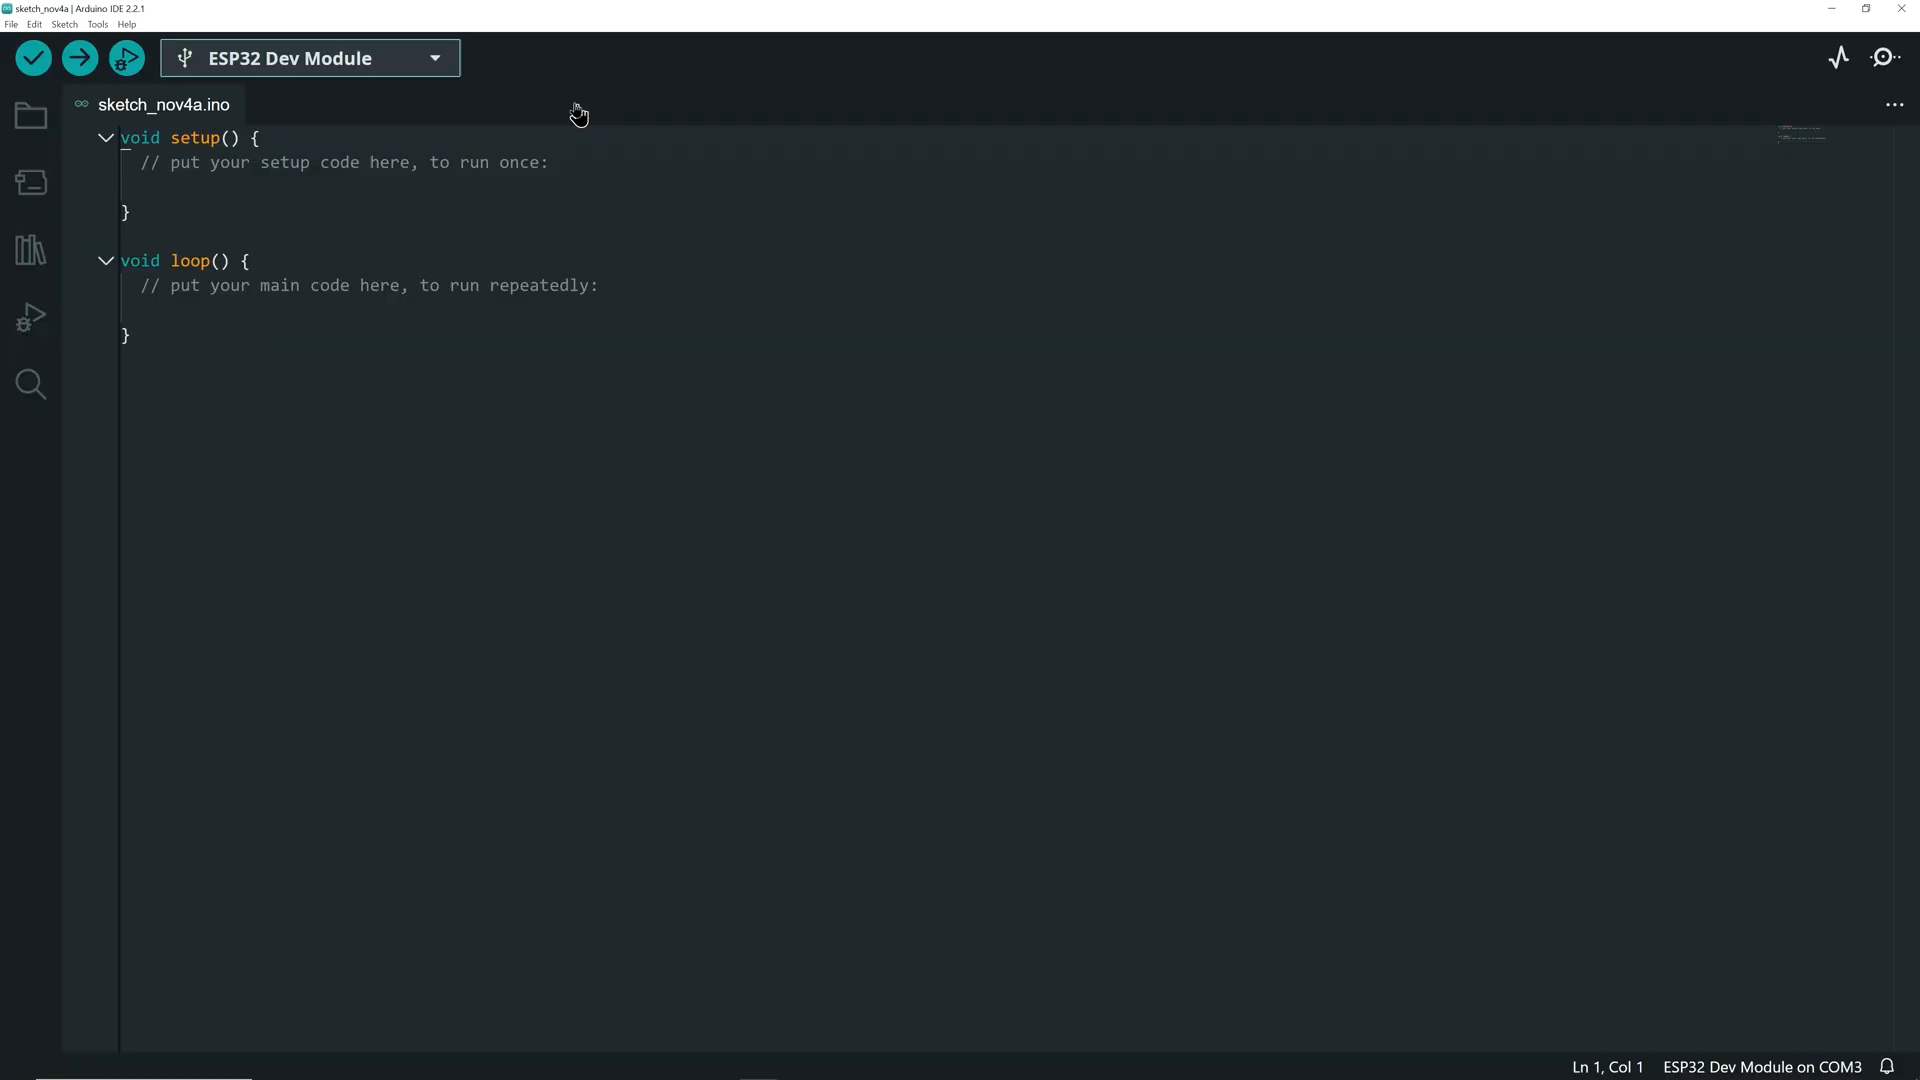 sketch_nov4a | Arduino IDE 2.2.1
File Edit Sketch Tools Help
ESP32 Dev Module
sketch_nov4a.ino
void setup() {
// put your setup code here, to run once:
}
void loop() {
// put your main code here, to run repeatedly:
}
Ln 1, Col 1 ESP32 Dev Module on COM3